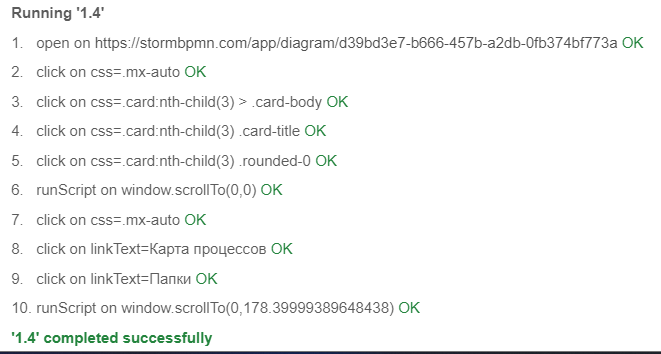 Running '1.4'
1. open on https://stormbpmn.com/app/diagram/d39bd3e7-b666-457b-a2db-0fb374bf773a OK
2. click on css=.mx-auto OK
3. click on css=.card:nth-child(3) > .card-body OK
4. click on css=.card:nth-child(3) .card-title OK
5. click on css=.card:nth-child(3) .rounded-0 OK
6. runScript on window.scrollTo(0,0) OK
7. click on css=.mx-auto OK
8. click on linkText=Карта процессов OK
9. click on linkText=Папки OK
10. runScript on window.scrollTo(0,178.39999389648438) OK
'1.4' completed successfully